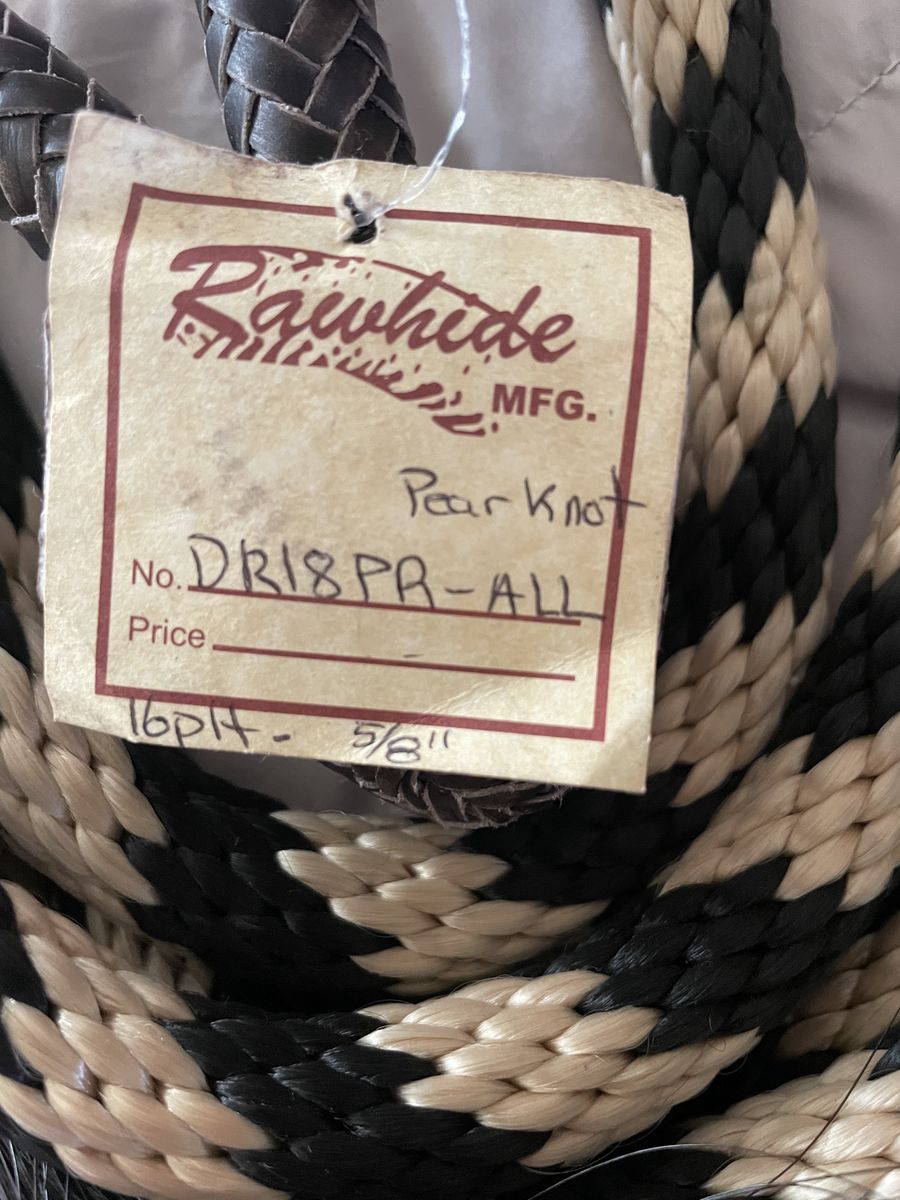 Rawhide
MFG.
Pear Knot
No. DR18PR-ALL
Price
16plt. 5/8"